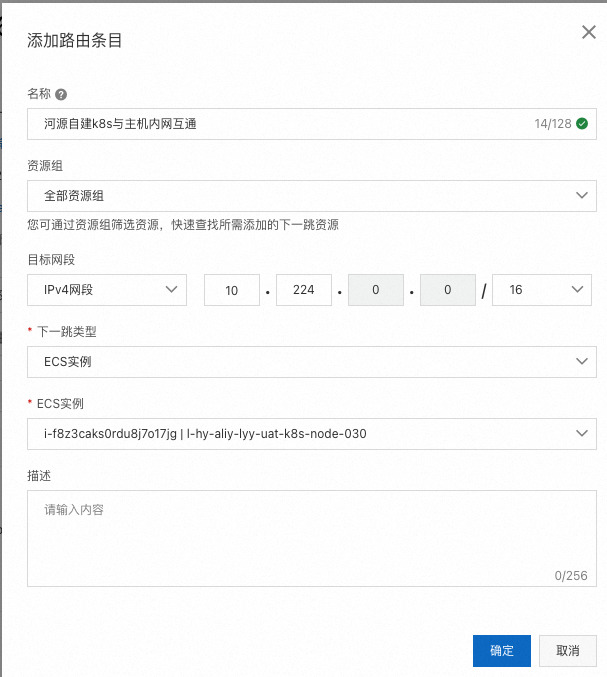 添加路由条目
名称
河源自建k8s与主机内网互通 14/128
资源组
全部资源组
您可通过资源组筛选资源，快速查找所需添加的下一跳资源
目标网段
IPv4网段 10 . 224 . 0 . 0 / 16
* 下一跳类型
ECS实例
* ECS实例
i-f8z3caks0rdu8j7o17jg | l-hy-aliy-lyy-uat-k8s-node-030
描述
请输入内容
0/256
确定 取消